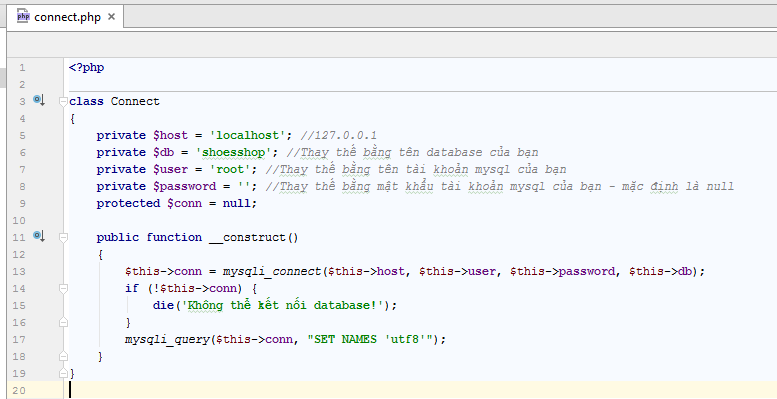 connect.php
1 <?php
2
3 class Connect
4 {
5 private $host = 'localhost'; //127.0.0.1
6 private $db = 'shoesshop'; //Thay thế bằng tên database của bạn
7 private $user = 'root'; //Thay thế bằng tên tài khoản mysql của bạn
8 private $password = ''; //Thay thế bằng mật khẩu tài khoản mysql của bạn - mặc định là null
9 protected $conn = null;
10
11 public function __construct()
12 {
13 $this->conn = mysqli_connect($this->host, $this->user, $this->password, $this->db);
14 if (!$this->conn) {
15 die('Không thể kết nối database!');
16 }
17 mysqli_query($this->conn, "SET NAMES 'utf8'");
18 }
19 }
20